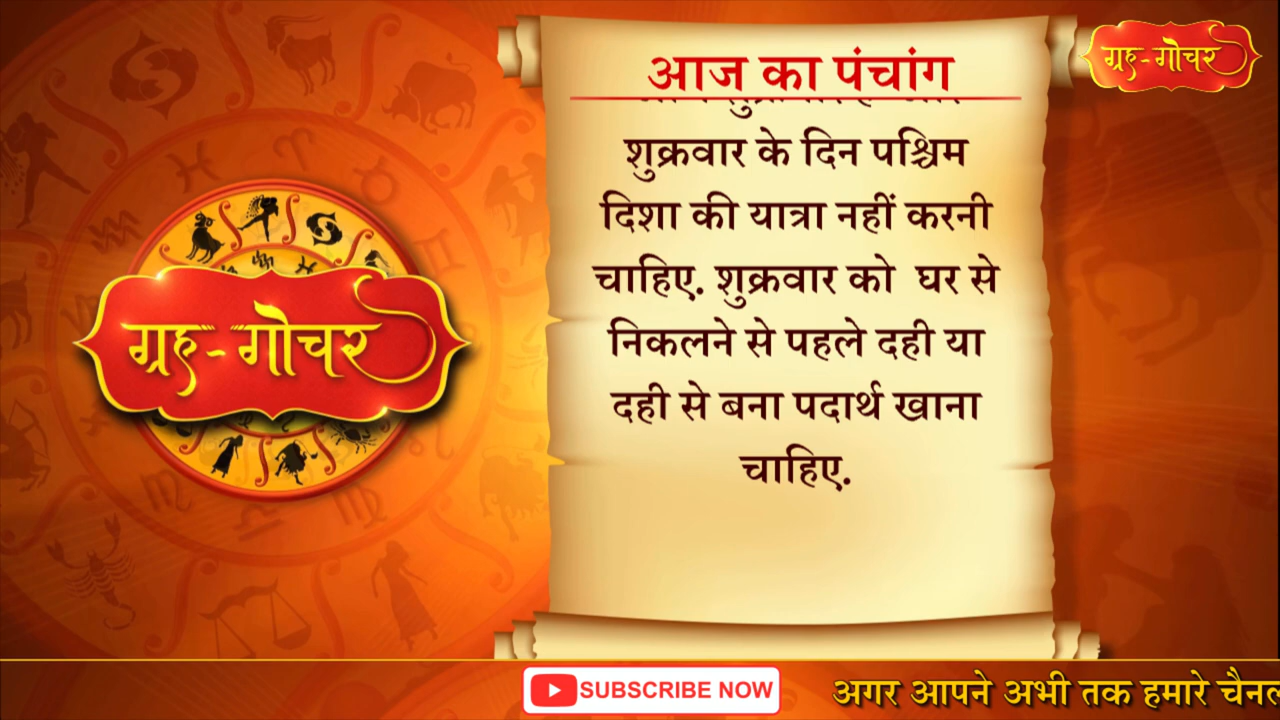 आज का पंचांग
ग्रह-गोचर
शुक्रवार के दिन पश्चिम
दिशा की यात्रा नहीं करनी
चाहिए. शुक्रवार को घर से
निकलने से पहले दही या
दही से बना पदार्थ खाना
चाहिए.
ग्रह-गोचर
SUBSCRIBE NOW
अगर आपने अभी तक हमारे चैनल